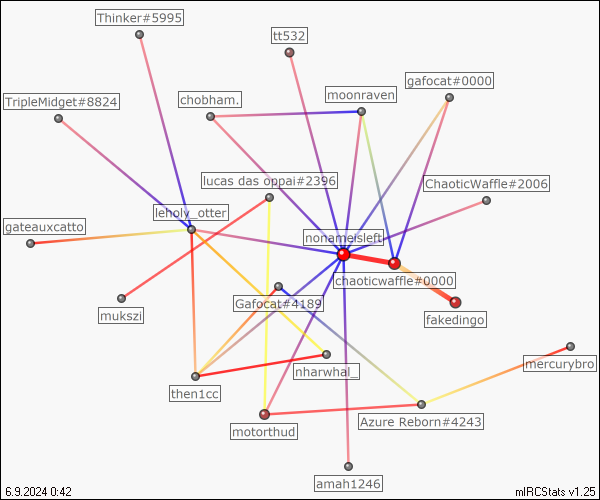 Thinker#5995
tt532
gafocat#0000
moonraven
chobham.
TripleMidget#8824
lucas das oppai#2396
ChaoticWaffle#2006
leholy_otter
gateauxcatto
nonameisleft
chaoticwaffle#0000
Gafocat#4189
mukszi
fakedingo
mercurybro
nharwhal_
then1cc
Azure Reborn#4243
motorthud
amah1246
6.9.2024 0:42
mIRCStats v1.25